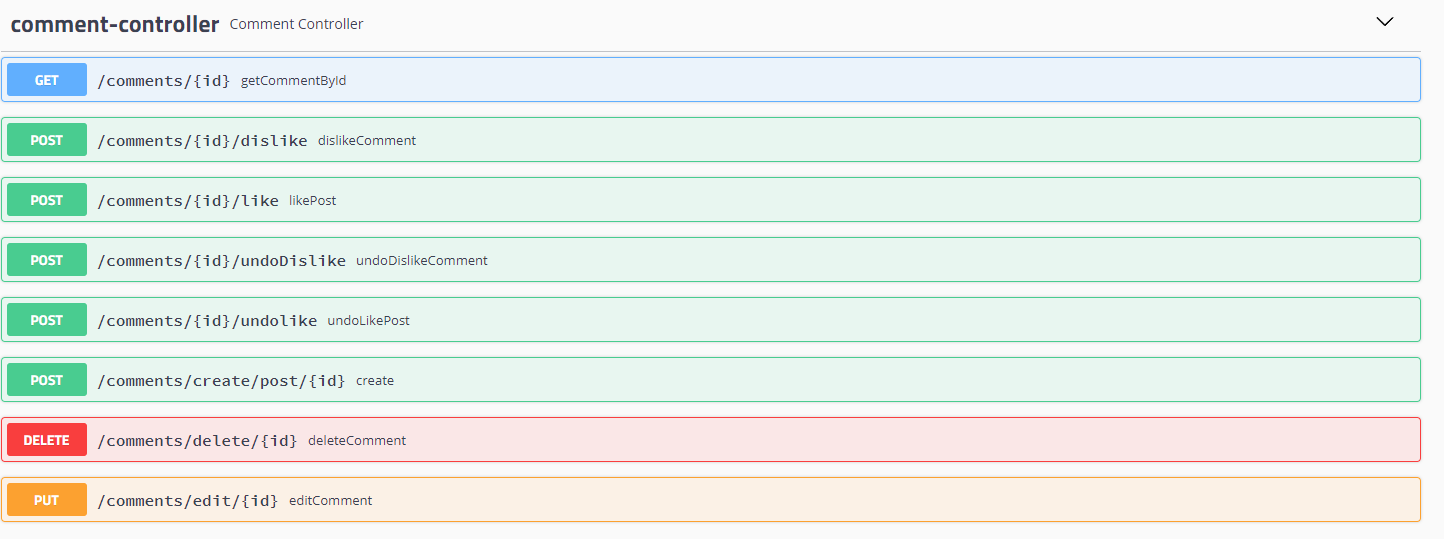 comment-controller Comment Controller
GET /comments/{id} getCommentById
POST /comments/{id}/dislike dislikeComment
POST /comments/{id}/like likePost
POST /comments/{id}/undoDislike undoDislikeComment
POST /comments/{id}/undolike undoLikePost
POST /comments/create/post/{id} create
DELETE /comments/delete/{id} deleteComment
PUT /comments/edit/{id} editComment